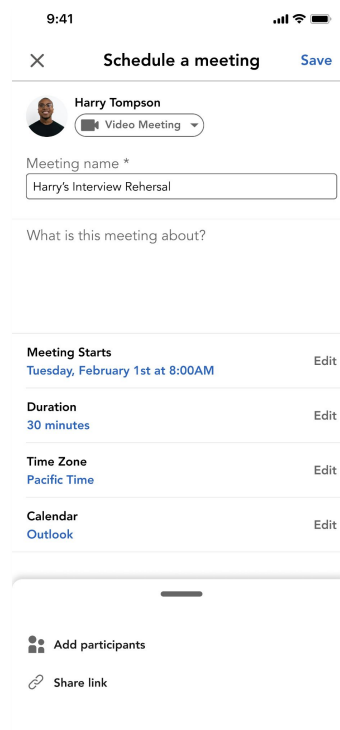 9:41
Schedule a meeting
Save
Harry Tompson
Video Meeting
Meeting name *
Harry's Interview Rehersal
What is this meeting about?
Meeting Starts
Tuesday, February 1st at 8:00AM
Edit
Duration
30 minutes
Edit
Time Zone
Pacific Time
Edit
Calendar
Outlook
Edit
Add participants
Share link